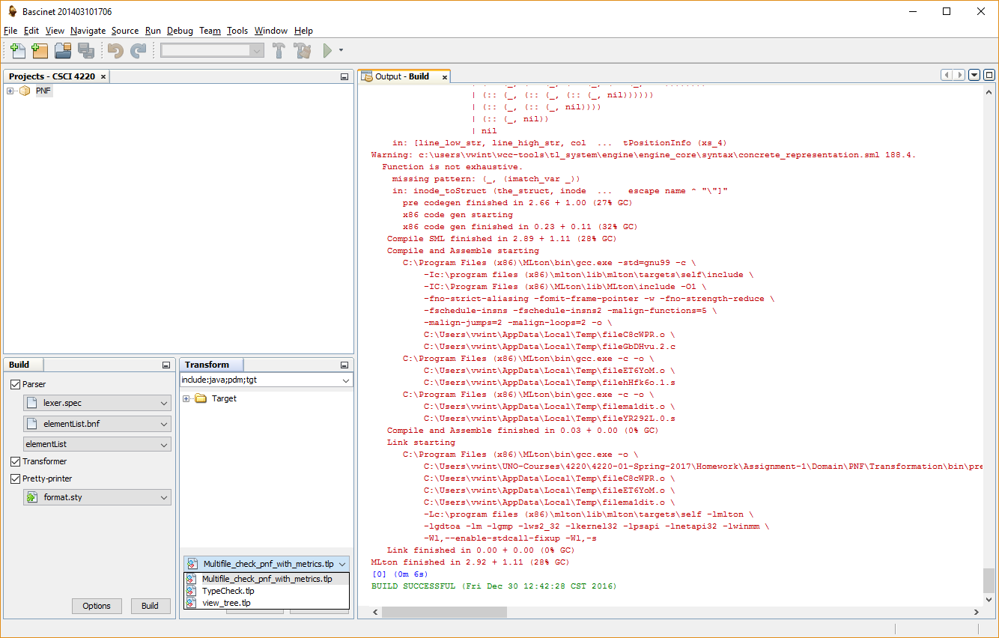 Bascinet 201403101706
File Edit View Navigate Source Run Debug Team Tools Window Help
Projects - CSCI 4220
PNF
Build
Parser
lexer.spec
elementList.bnf
elementList
Transformer
Pretty-printer
format.sty
Options
Build
Transform
include:java;pdm;tgt
Target
Multifile_check_pnf_with_metrics.tlp
Multifile_check_pnf_with_metrics.tlp
TypeCheck.tlp
view_tree.tlp
Output - Build
| (:: (_, (:: (_, (:: (_, nil))))))
| (:: (_, (:: (_, nil))))
| (:: (_, nil))
| nil
in: [line_low_str, line_high_str, col ... tPositionInfo (xs_4)
Warning: c:\users\vwint\wcc-tools\tl_system\engine\engine_core\syntax\concrete_representation.sml 188.4.
Function is not exhaustive.
missing pattern: (_, (imatch_var _))
in: inode_toStruct (the_struct, inode ... escape name ^ "\"]"
pre codegen finished in 2.66 + 1.00 (27% GC)
x86 code gen starting
x86 code gen finished in 0.23 + 0.11 (32% GC)
Compile SML finished in 2.89 + 1.11 (28% GC)
Compile and Assemble starting
C:\Program Files (x86)\MLton\bin\gcc.exe -std=gnu99 -c \
-Ic:\program files (x86)\mlton\lib\mlton\targets\self\include \
-IC:\Program Files (x86)\MLton\lib\MLton\include -O1 \
-fno-strict-aliasing -fomit-frame-pointer -w -fno-strength-reduce \
-fschedule-insns -fschedule-insns2 -malign-functions=5 \
-malign-jumps=2 -malign-loops=2 -o \
C:\Users\vwint\AppData\Local\Temp\fileC8cWPR.o \
C:\Users\vwint\AppData\Local\Temp\fileGbDHvu.2.c
C:\Program Files (x86)\MLton\bin\gcc.exe -c -o \
C:\Users\vwint\AppData\Local\Temp\fileET6YoM.o \
C:\Users\vwint\AppData\Local\Temp\filehHfk6o.1.s
C:\Program Files (x86)\MLton\bin\gcc.exe -c -o \
C:\Users\vwint\AppData\Local\Temp\filema1dit.o \
C:\Users\vwint\AppData\Local\Temp\fileYR292L.0.s
Compile and Assemble finished in 0.03 + 0.00 (0% GC)
Link starting
C:\Program Files (x86)\MLton\bin\gcc.exe -o \
C:\Users\vwint\UNO-Courses\4220\4220-01-Spring-2017\Homework\Assignment-1\Domain\PNF\Transformation\bin\pre
C:\Users\vwint\AppData\Local\Temp\fileC8cWPR.o \
C:\Users\vwint\AppData\Local\Temp\fileET6YoM.o \
C:\Users\vwint\AppData\Local\Temp\filema1dit.o \
-Lc:\program files (x86)\mlton\lib\mlton\targets\self -lmlton \
-lgdtoa -lm -lgmp -lws2_32 -lkernel32 -lpsapi -lnetapi32 -lwinmm \
-Wl,--enable-stdcall-fixup -Wl,-s
Link finished in 0.00 + 0.00 (0% GC)
MLton finished in 2.92 + 1.11 (28% GC)
[0] (0m 6s)
BUILD SUCCESSFUL (Fri Dec 30 12:42:28 CST 2016)